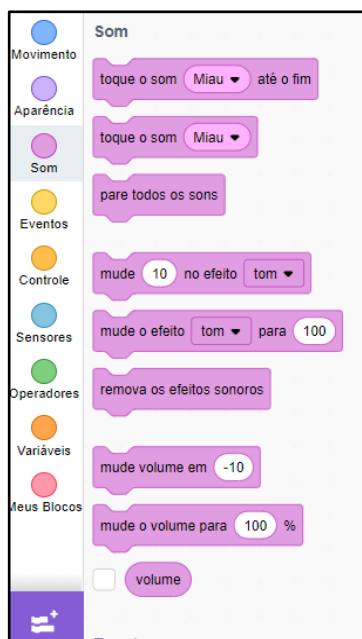 Movimento
Aparência
Som
Eventos
Controle
Sensores
Operadores
Variáveis
Meus Blocos
Som
toque o som Miau até o fim
toque o som Miau
pare todos os sons
mude 10 no efeito tom
mude o efeito tom para 100
remova os efeitos sonoros
mude volume em -10
mude o volume para 100 %
volume